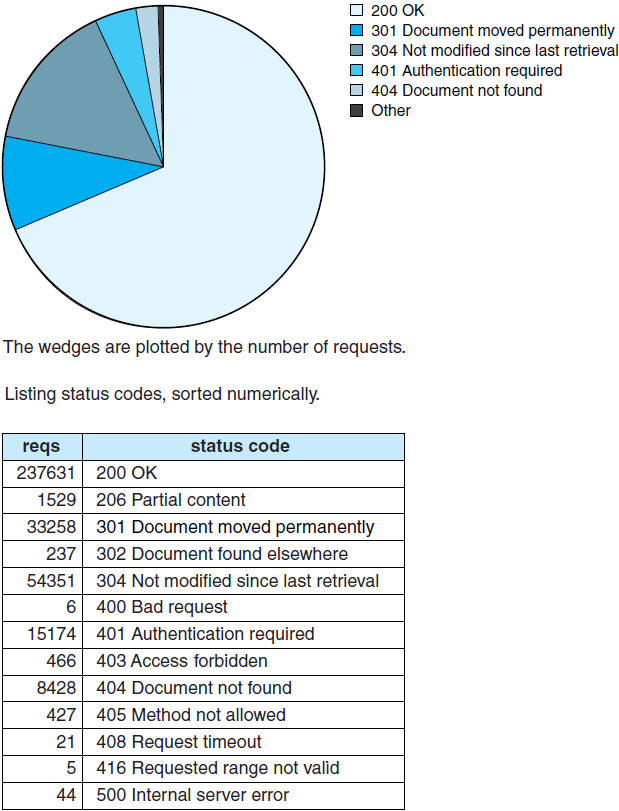 200 OK
301 Document moved permanently
304 Not modified since last retrieval
401 Authentication required
404 Document not found
Other
The wedges are plotted by the number of requests.
Listing status codes, sorted numerically.
reqs status code
237631 200 OK
1529 206 Partial content
33258 301 Document moved permanently
237 302 Document found elsewhere
54351 304 Not modified since last retrieval
6 400 Bad request
15174 401 Authentication required
466 403 Access forbidden
8428 404 Document not found
427 405 Method not allowed
21 408 Request timeout
5 416 Requested range not valid
44 500 Internal server error